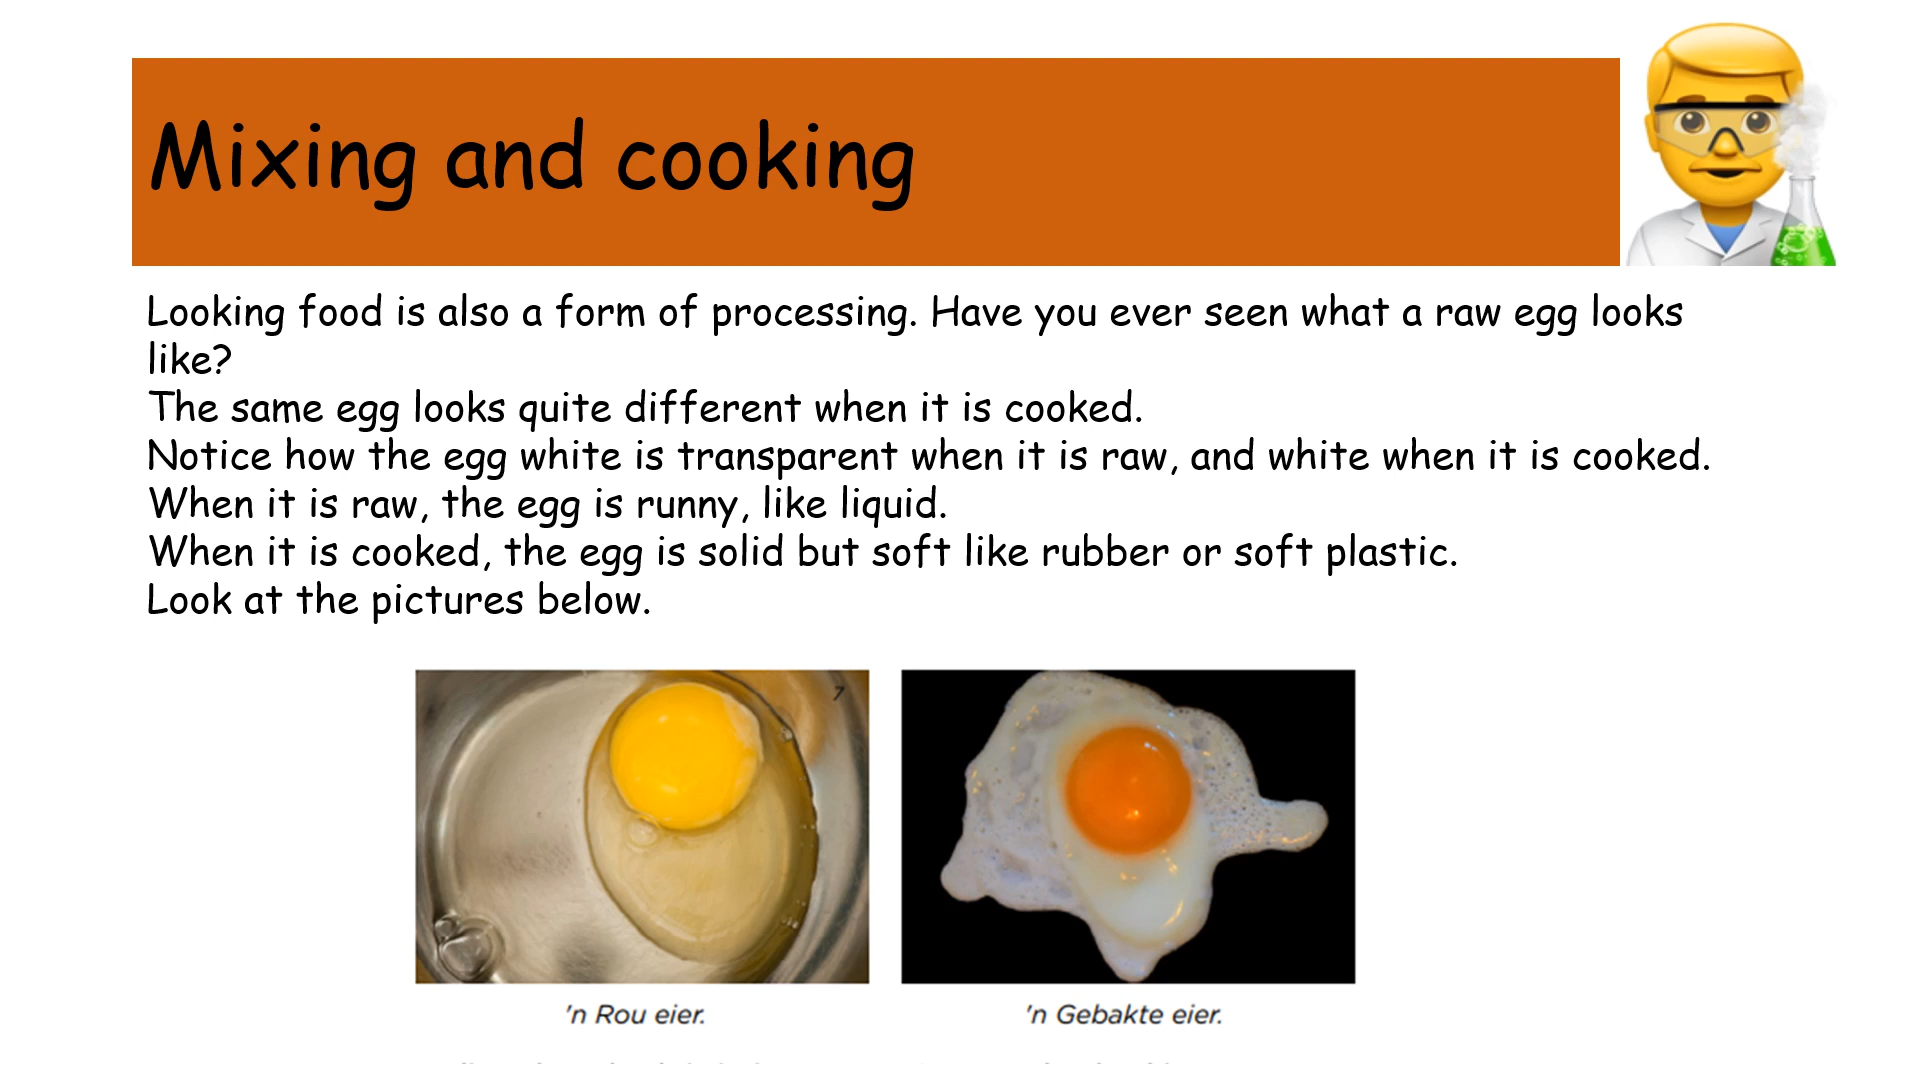 Mixing and cooking
Looking food is also a form of processing. Have you ever seen what a raw egg looks
like?
The same egg looks quite different when it is cooked.
Notice how the egg white is transparent when it is raw, and white when it is cooked.
When it is raw, the egg is runny, like liquid.
When it is cooked, the egg is solid but soft like rubber or soft plastic.
Look at the pictures below.
7
'n Rou eier.
'n Gebakte eier.